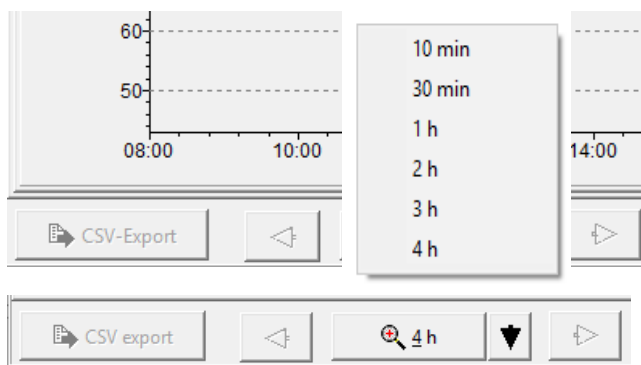 60
10 min
50
30 min
1 h
08:00 10:00 14:00
2 h
3 h
CSV-Export
4 h
CSV export 4 h